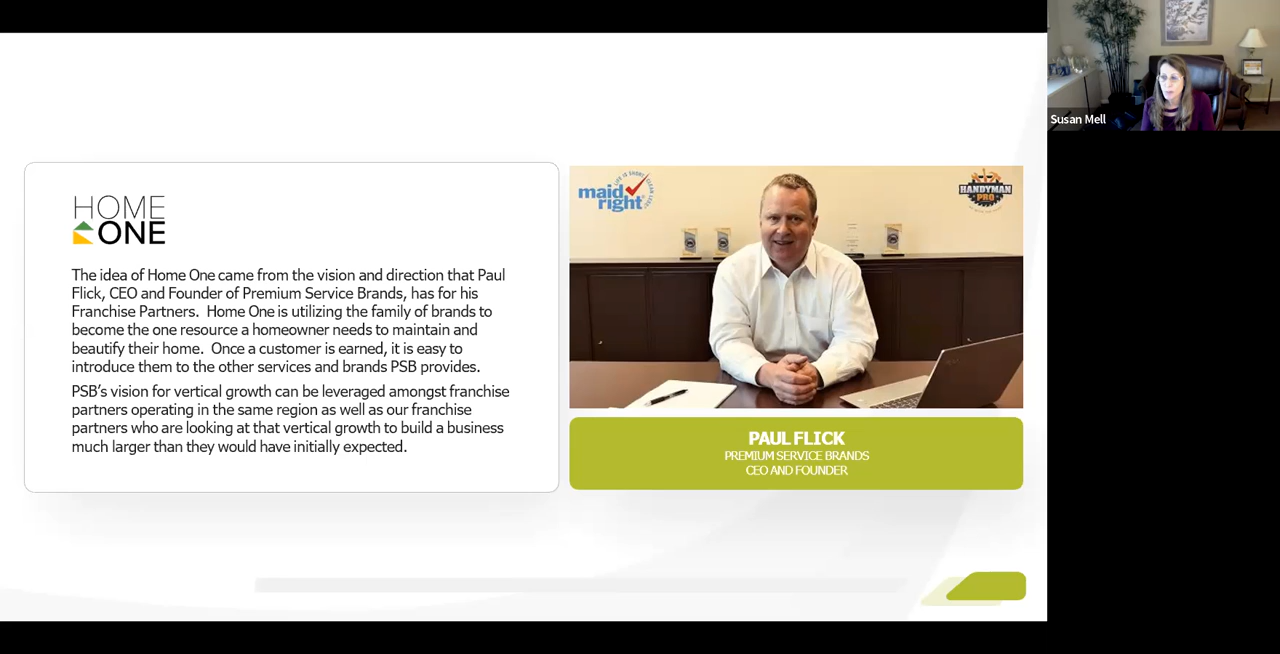 Susan Mell
HOME
ONE
The idea of Home One came from the vision and direction that Paul
Flick, CEO and Founder of Premium Service Brands, has for his
Franchise Partners.  Home One is utilizing the family of brands to
become the one resource a homeowner needs to maintain and
beautify their home.  Once a customer is earned, it is easy to
introduce them to the other services and brands PSB provides.
PSB’s vision for vertical growth can be leveraged amongst franchise
partners operating in the same region as well as our franchise
partners who are looking at that vertical growth to build a business
much larger than they would have initially expected.
maid
right
LIFE IS SHORT. CLEAN LESS!
HANDYMAN
PRO
PAUL FLICK
PREMIUM SERVICE BRANDS
CEO AND FOUNDER